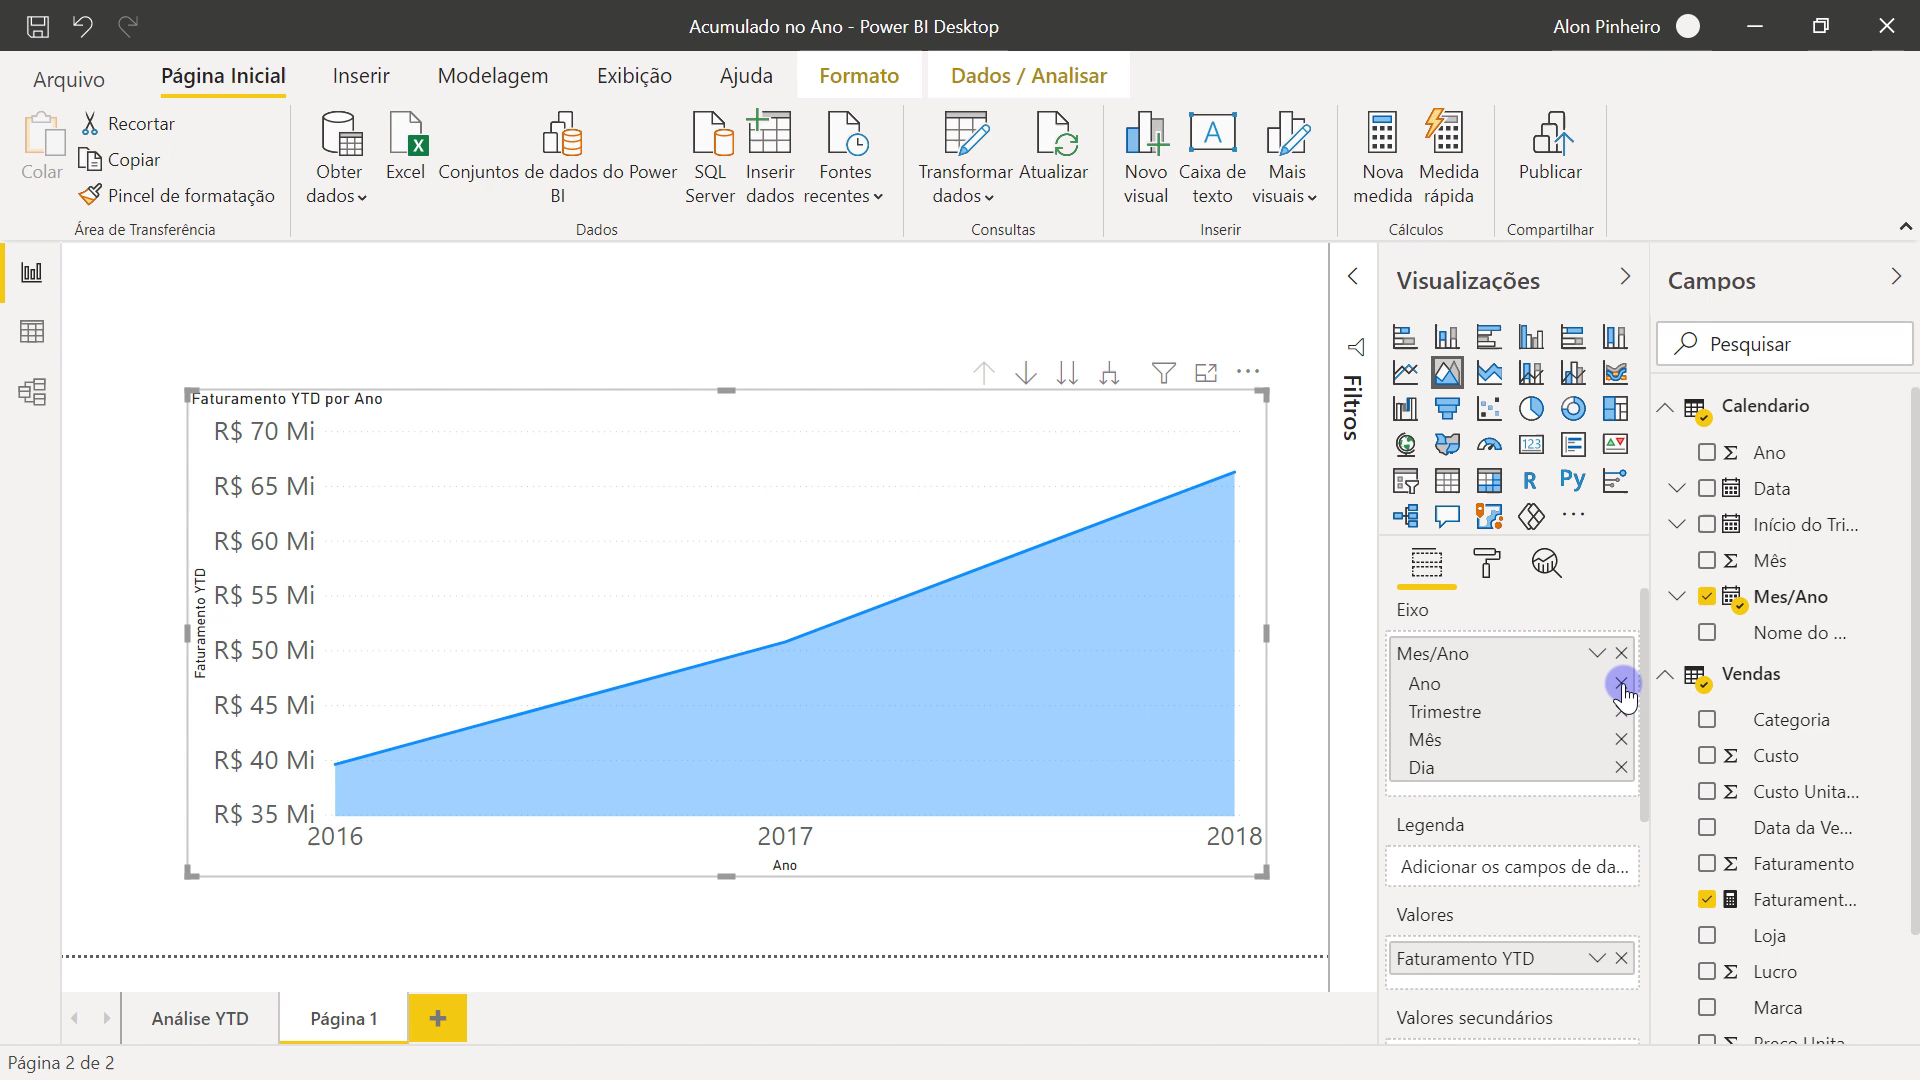 Acumulado no Ano - Power BI Desktop
Alon Pinheiro
Arquivo
Página Inicial
Inserir
Modelagem
Exibição
Ajuda
Formato
Dados / Analisar
Colar
Recortar
Copiar
Pincel de formatação
Área de Transferência
Obter
dados
Excel
Conjuntos de dados do Power
BI
SQL
Server
Inserir
dados
Fontes
recentes
Dados
Transformar
dados
Atualizar
Consultas
Novo
visual
Caixa de
texto
Mais
visuais
Inserir
Nova
medida
Medida
rápida
Cálculos
Publicar
Compartilhar
Faturamento YTD por Ano
R$ 70 Mi
R$ 65 Mi
R$ 60 Mi
R$ 55 Mi
R$ 50 Mi
R$ 45 Mi
R$ 40 Mi
R$ 35 Mi
Faturamento YTD
2016
2017
2018
Ano
Filtros
Visualizações
123
R
Py
Eixo
Mes/Ano
Ano
Trimestre
Mês
Dia
Legenda
Adicionar os campos de da...
Valores
Faturamento YTD
Valores secundários
Campos
Pesquisar
Calendario
Σ Ano
Data
Início do Tri...
Σ Mês
Mes/Ano
Nome do ...
Vendas
Categoria
Σ Custo
Σ Custo Unita...
Data da Ve...
Σ Faturamento
Faturament...
Loja
Σ Lucro
Marca
Análise YTD
Página 1
+
Página 2 de 2